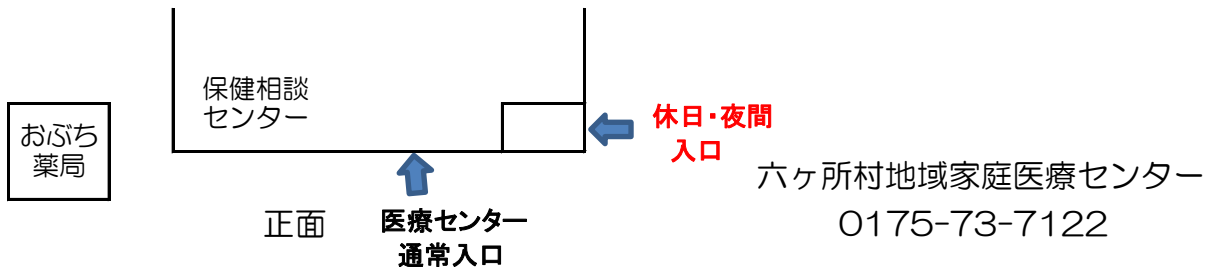 保健相談
センター
おぶち
薬局
休日・夜間
入口
六ヶ所村地域家庭医療センター
0175-73-7122
正面
医療センター
通常入口